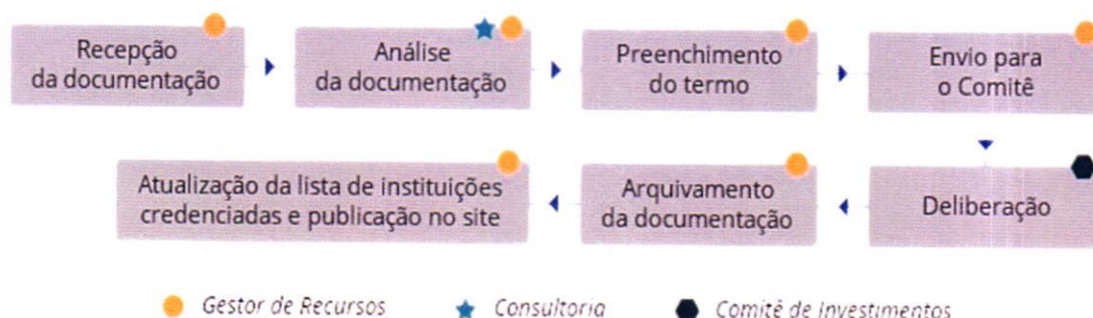 Recepção
da documentação
Análise
da documentação
Preenchimento
do termo
Envio para
o Comitê
Deliberação
Arquivamento
da documentação
Atualização da lista de instituições
credenciadas e publicação no site
Gestor de Recursos
Consultoria
Comitê de Investimentos